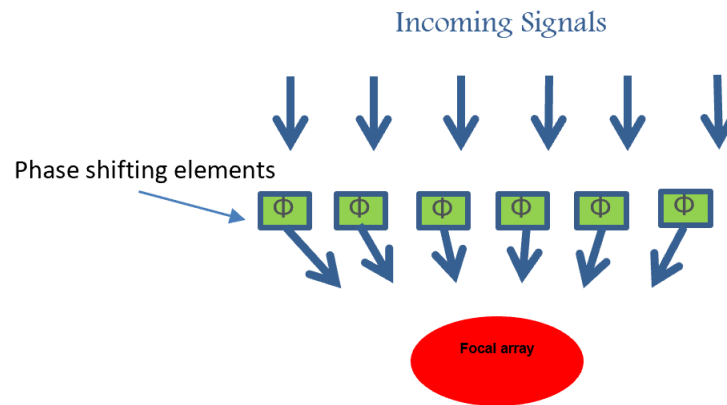 Incoming Signals
Phase shifting elements
Φ Φ Φ Φ Φ Φ
Focal array